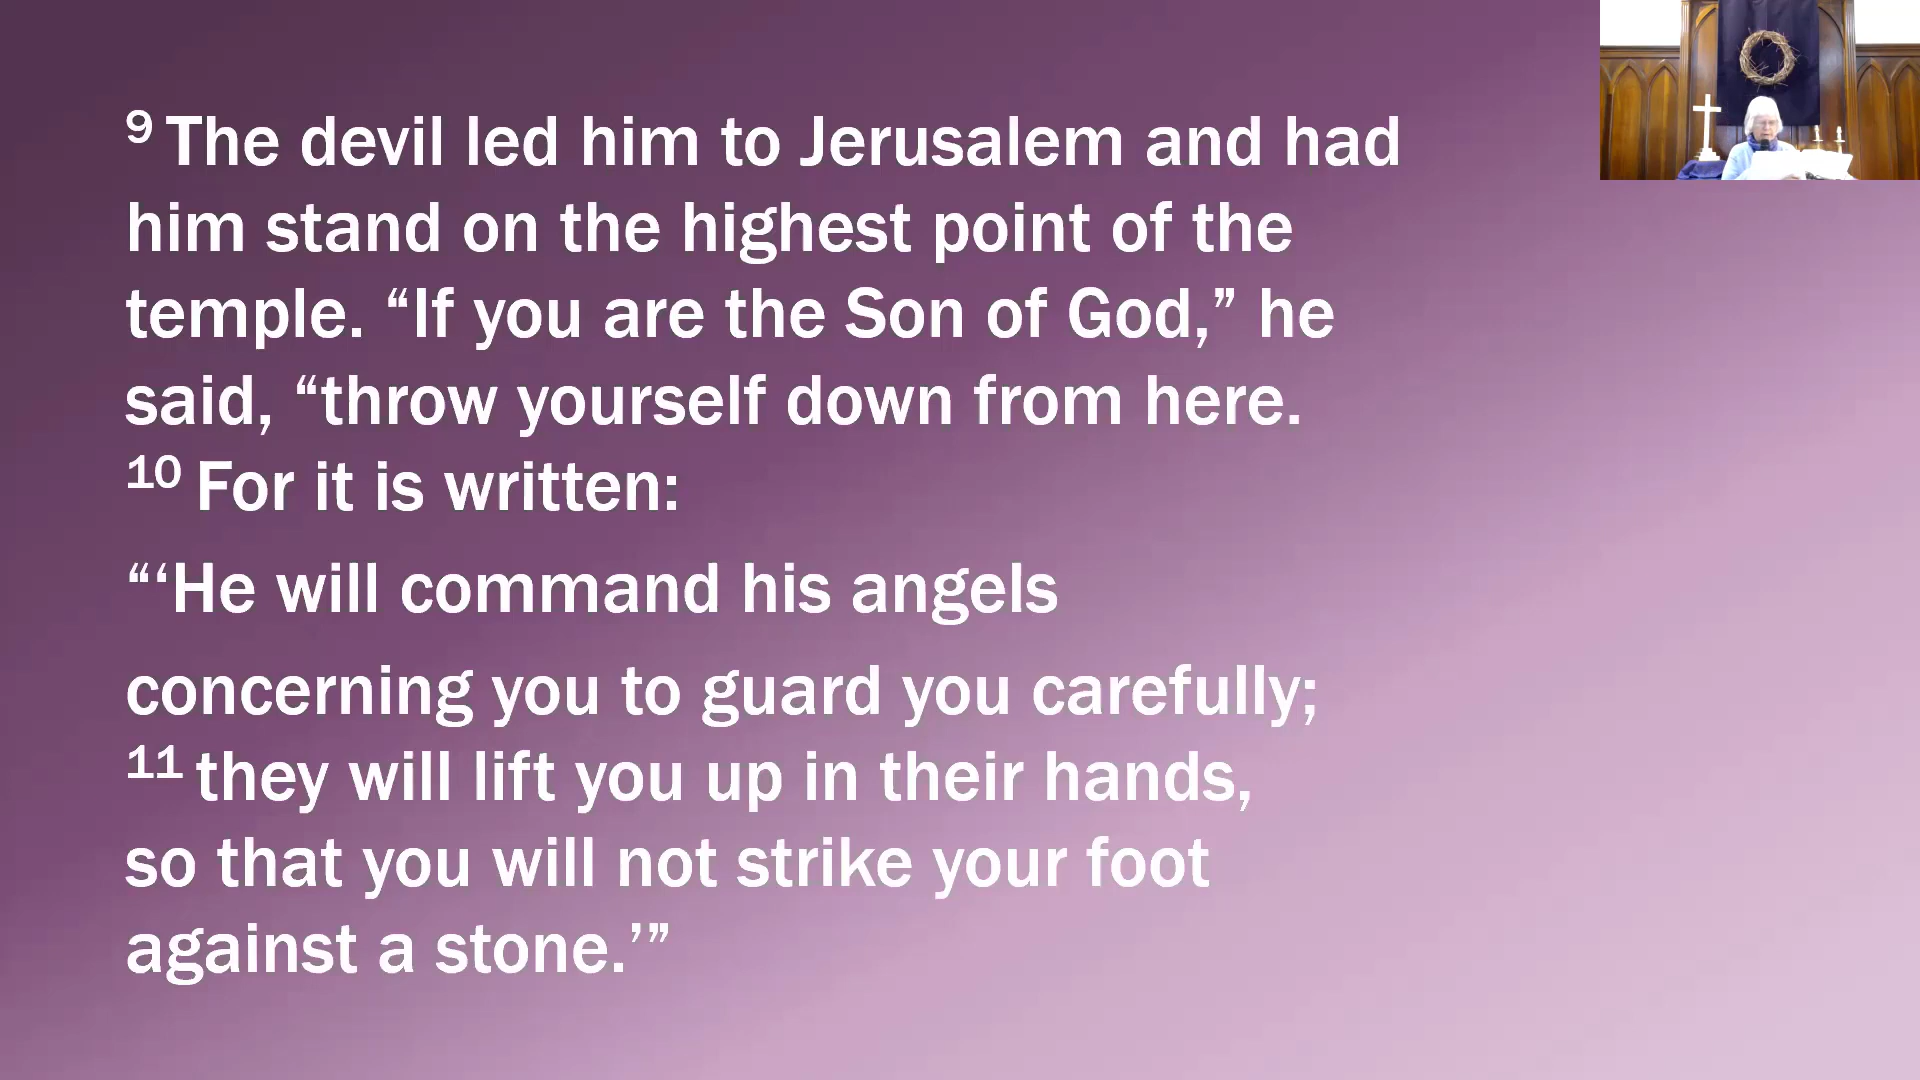 9 The devil led him to Jerusalem and had
him stand on the highest point of the
temple. “If you are the Son of God,” he
said, “throw yourself down from here.
10 For it is written:
“‘He will command his angels
concerning you to guard you carefully;
11 they will lift you up in their hands,
so that you will not strike your foot
against a stone.’”